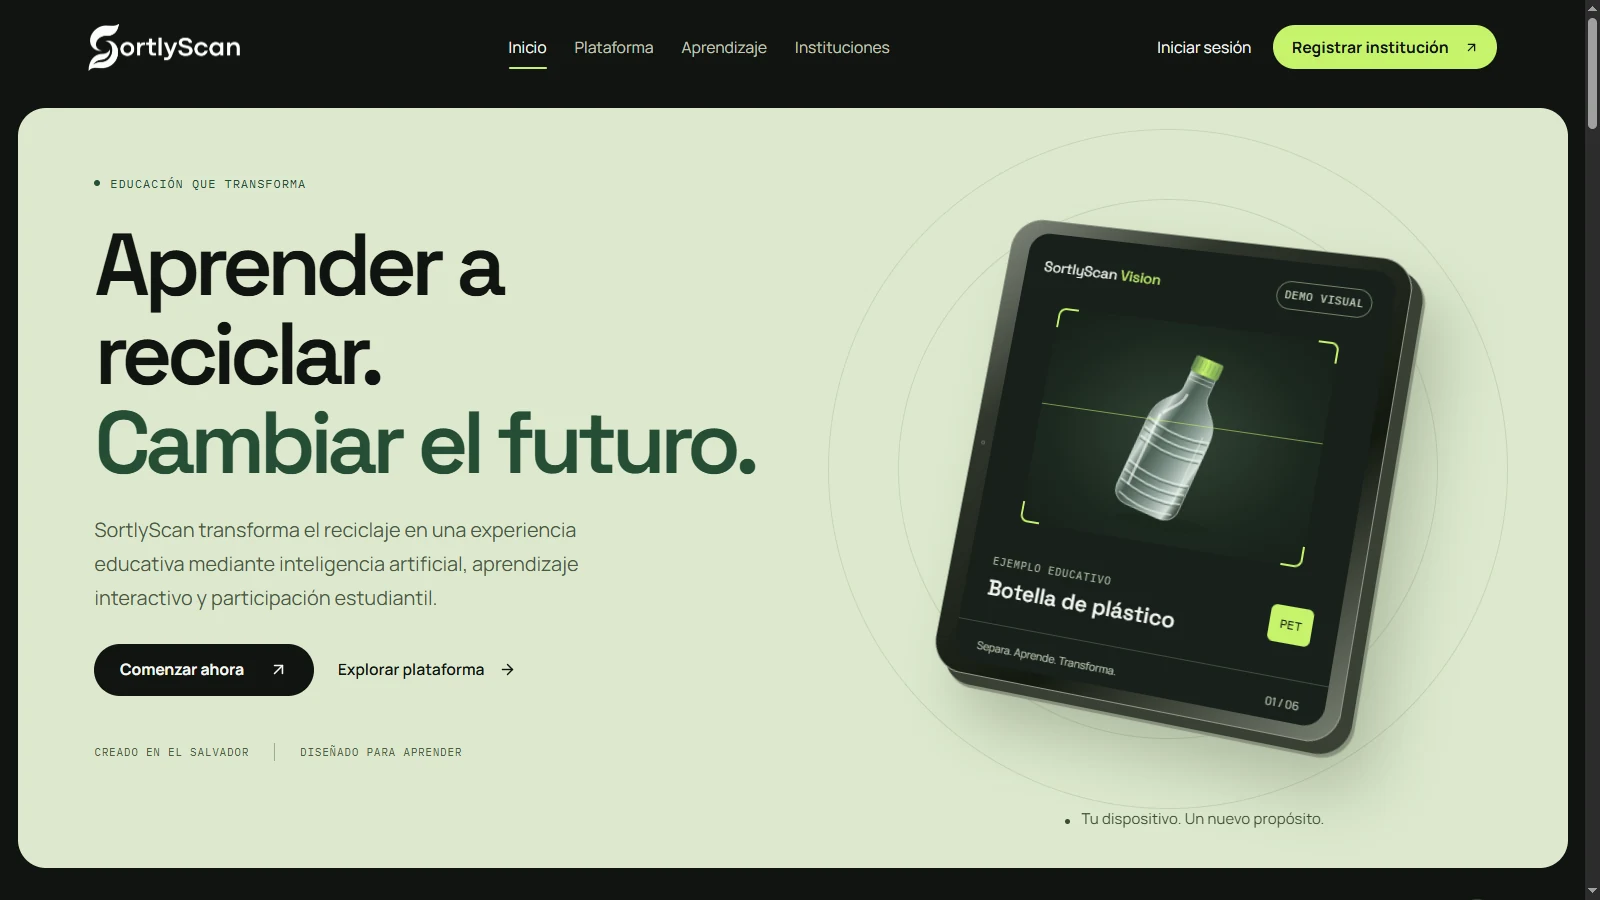 SortlyScan
Inicio
Plataforma
Aprendizaje
Instituciones
Iniciar sesión
Registrar institución
EDUCACIÓN QUE TRANSFORMA
Aprender a
reciclar.
Cambiar el futuro.
SortlyScan transforma el reciclaje en una experiencia
educativa mediante inteligencia artificial, aprendizaje
interactivo y participación estudiantil.
Comenzar ahora
Explorar plataforma
CREADO EN EL SALVADOR
DISEÑADO PARA APRENDER
SortlyScan Vision
DEMO VISUAL
EJEMPLO EDUCATIVO
Botella de plástico
PET
Separa. Aprende. Transforma.
01 / 06
Tu dispositivo. Un nuevo propósito.